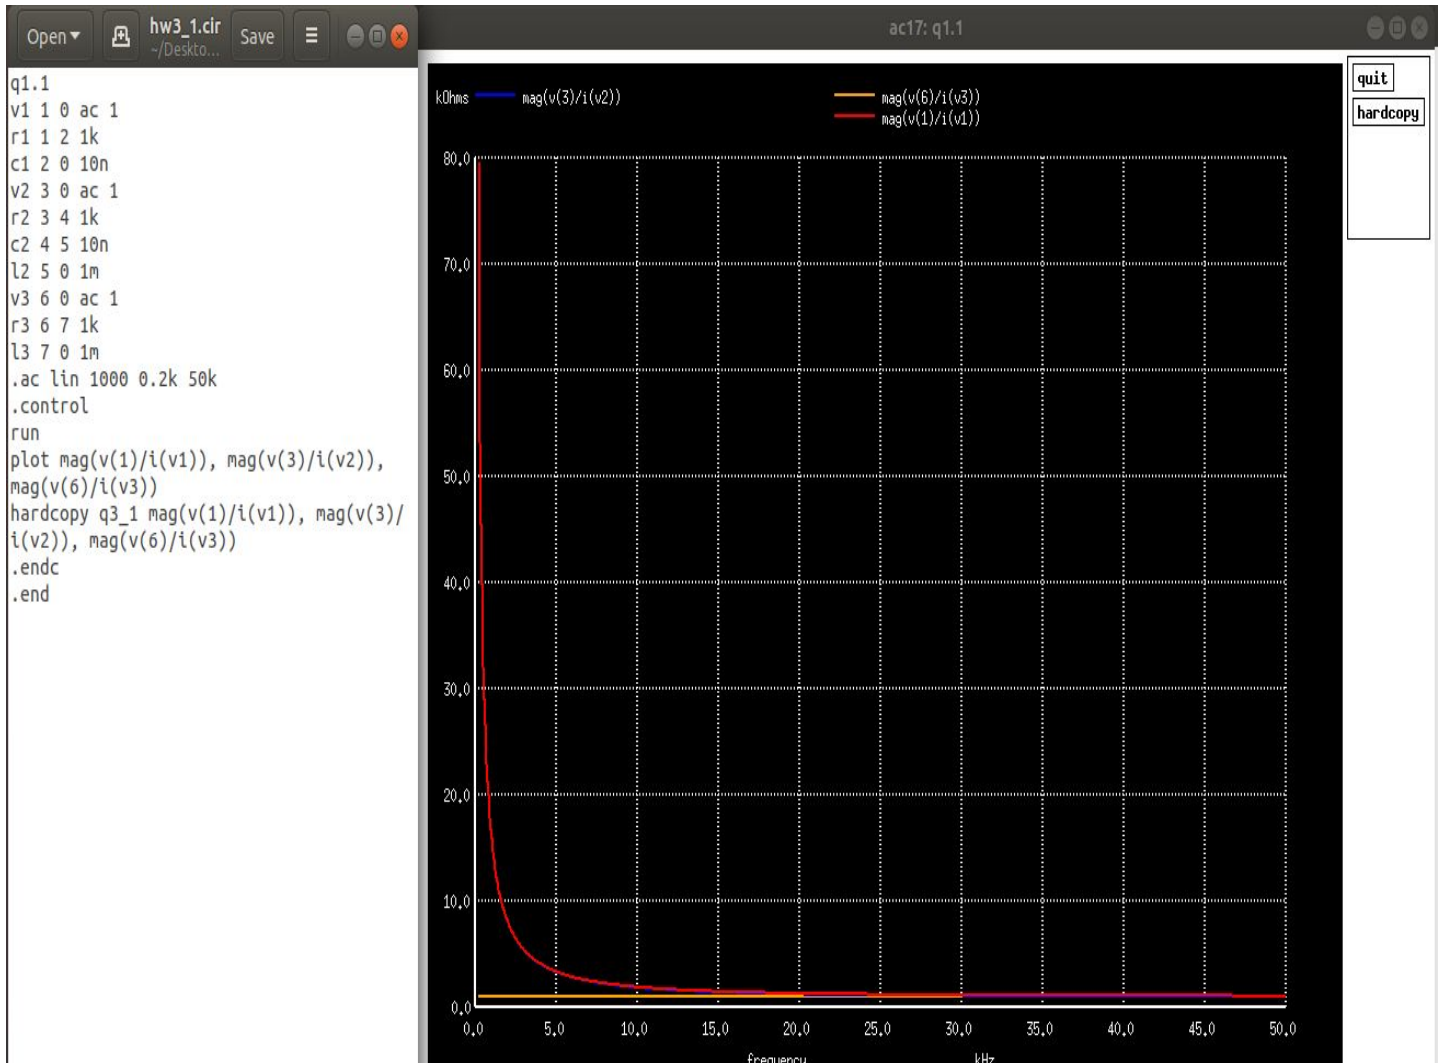 Open
hw3_1.cir
~/Deskto...
Save
ac17: q1.1
q1.1
v1 1 0 ac 1
r1 1 2 1k
c1 2 0 10n
v2 3 0 ac 1
r2 3 4 1k
c2 4 5 10n
l2 5 0 1m
v3 6 0 ac 1
r3 6 7 1k
l3 7 0 1m
.ac lin 1000 0.2k 50k
.control
run
plot mag(v(1)/i(v1)), mag(v(3)/i(v2)),
mag(v(6)/i(v3))
hardcopy q3_1 mag(v(1)/i(v1)), mag(v(3)/
i(v2)), mag(v(6)/i(v3))
.endc
.end
kOhms mag(v(3)/i(v2)) mag(v(6)/i(v3))
mag(v(1)/i(v1))
80.0
70.0
60.0
50.0
40.0
30.0
20.0
10.0
0.0
0.0 5.0 10.0 15.0 20.0 25.0 30.0 35.0 40.0 45.0 50.0
frequency kHz
quit
hardcopy